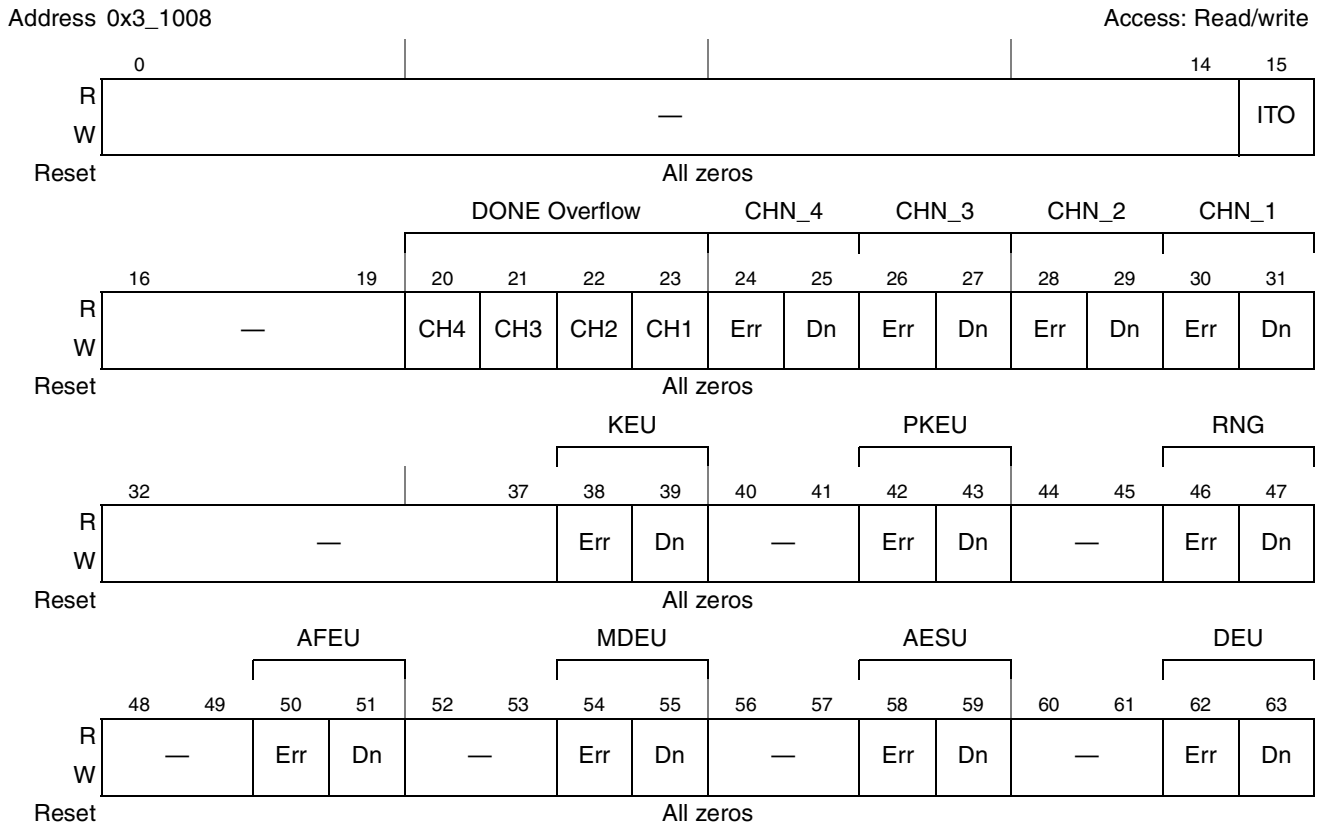 Address 0x3_1008 Access: Read/write
0 14 15
R
— ITO
W
Reset All zeros
DONE Overflow CHN_4 CHN_3 CHN_2 CHN_1
16 19 20 21 22 23 24 25 26 27 28 29 30 31
R
— CH4 CH3 CH2 CH1 Err Dn Err Dn Err Dn Err Dn
W
Reset All zeros
KEU PKEU RNG
32 37 38 39 40 41 42 43 44 45 46 47
R
— Err Dn — Err Dn — Err Dn
W
Reset All zeros
AFEU MDEU AESU DEU
48 49 50 51 52 53 54 55 56 57 58 59 60 61 62 63
R
— Err Dn — Err Dn — Err Dn — Err Dn
W
Reset All zeros